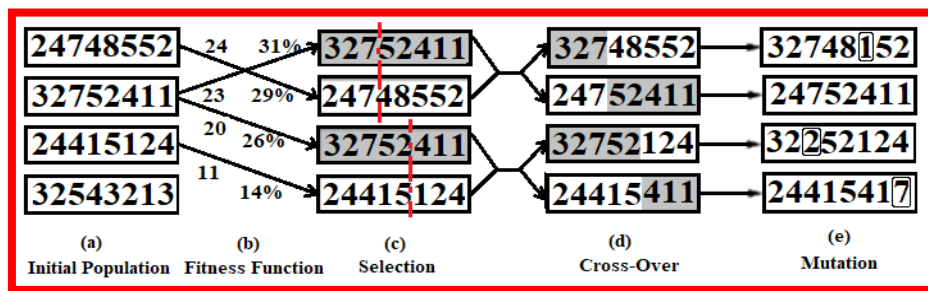 24748552 24 31% 32752411 32748552 32748152
32752411 23 29% 24748552 24752411 24752411
24415124 20 26% 32752411 32752124 32252124
32543213 11 14% 24415124 24415411 24415417
(a) (b) (c) (d) (e)
Initial Population Fitness Function Selection Cross-Over Mutation